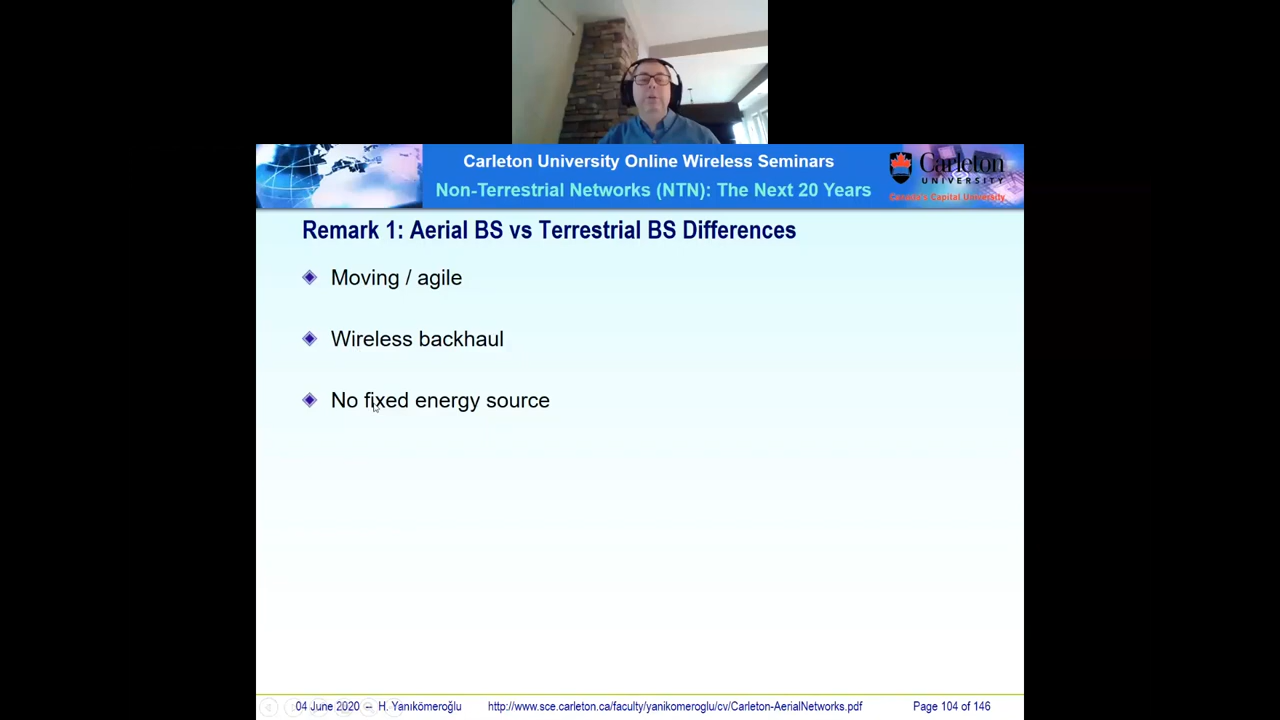 Carleton University Online Wireless Seminars
Non-Terrestrial Networks (NTN): The Next 20 Years
Carleton
UNIVERSITY
Canada's Capital University
Remark 1: Aerial BS vs Terrestrial BS Differences
Moving / agile
Wireless backhaul
No fixed energy source
04 June 2020 -- H. Yanıkömeroğlu
http://www.sce.carleton.ca/faculty/yanikomeroglu/cv/Carleton-AerialNetworks.pdf
Page 104 of 146